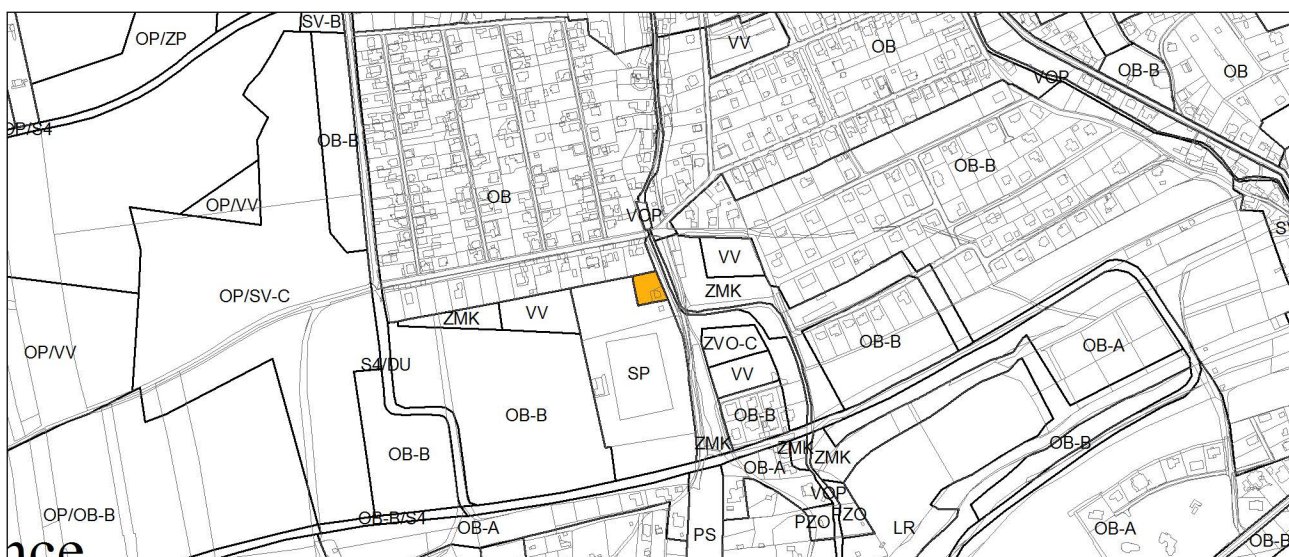 SV-B
OP/ZP
VV
OB
VOP
OB-B
OB
OP/S4
OB-B
OB-B
OP/VV
OB
VOP
VV
OP/SV-C
ZMK
ZMK
VV
OP/VV
S4/DU
SP
ZVO-C
VV
OB-B
OB-A
OB-B
OB-B
OB-B
ZMK
ZMK
ZMK
OB-B
OB-A
VOP
OP/OB-B
OB-B/S4
OB-A
PS
PZO
PZO
LR
OB-A
OB-B
nce